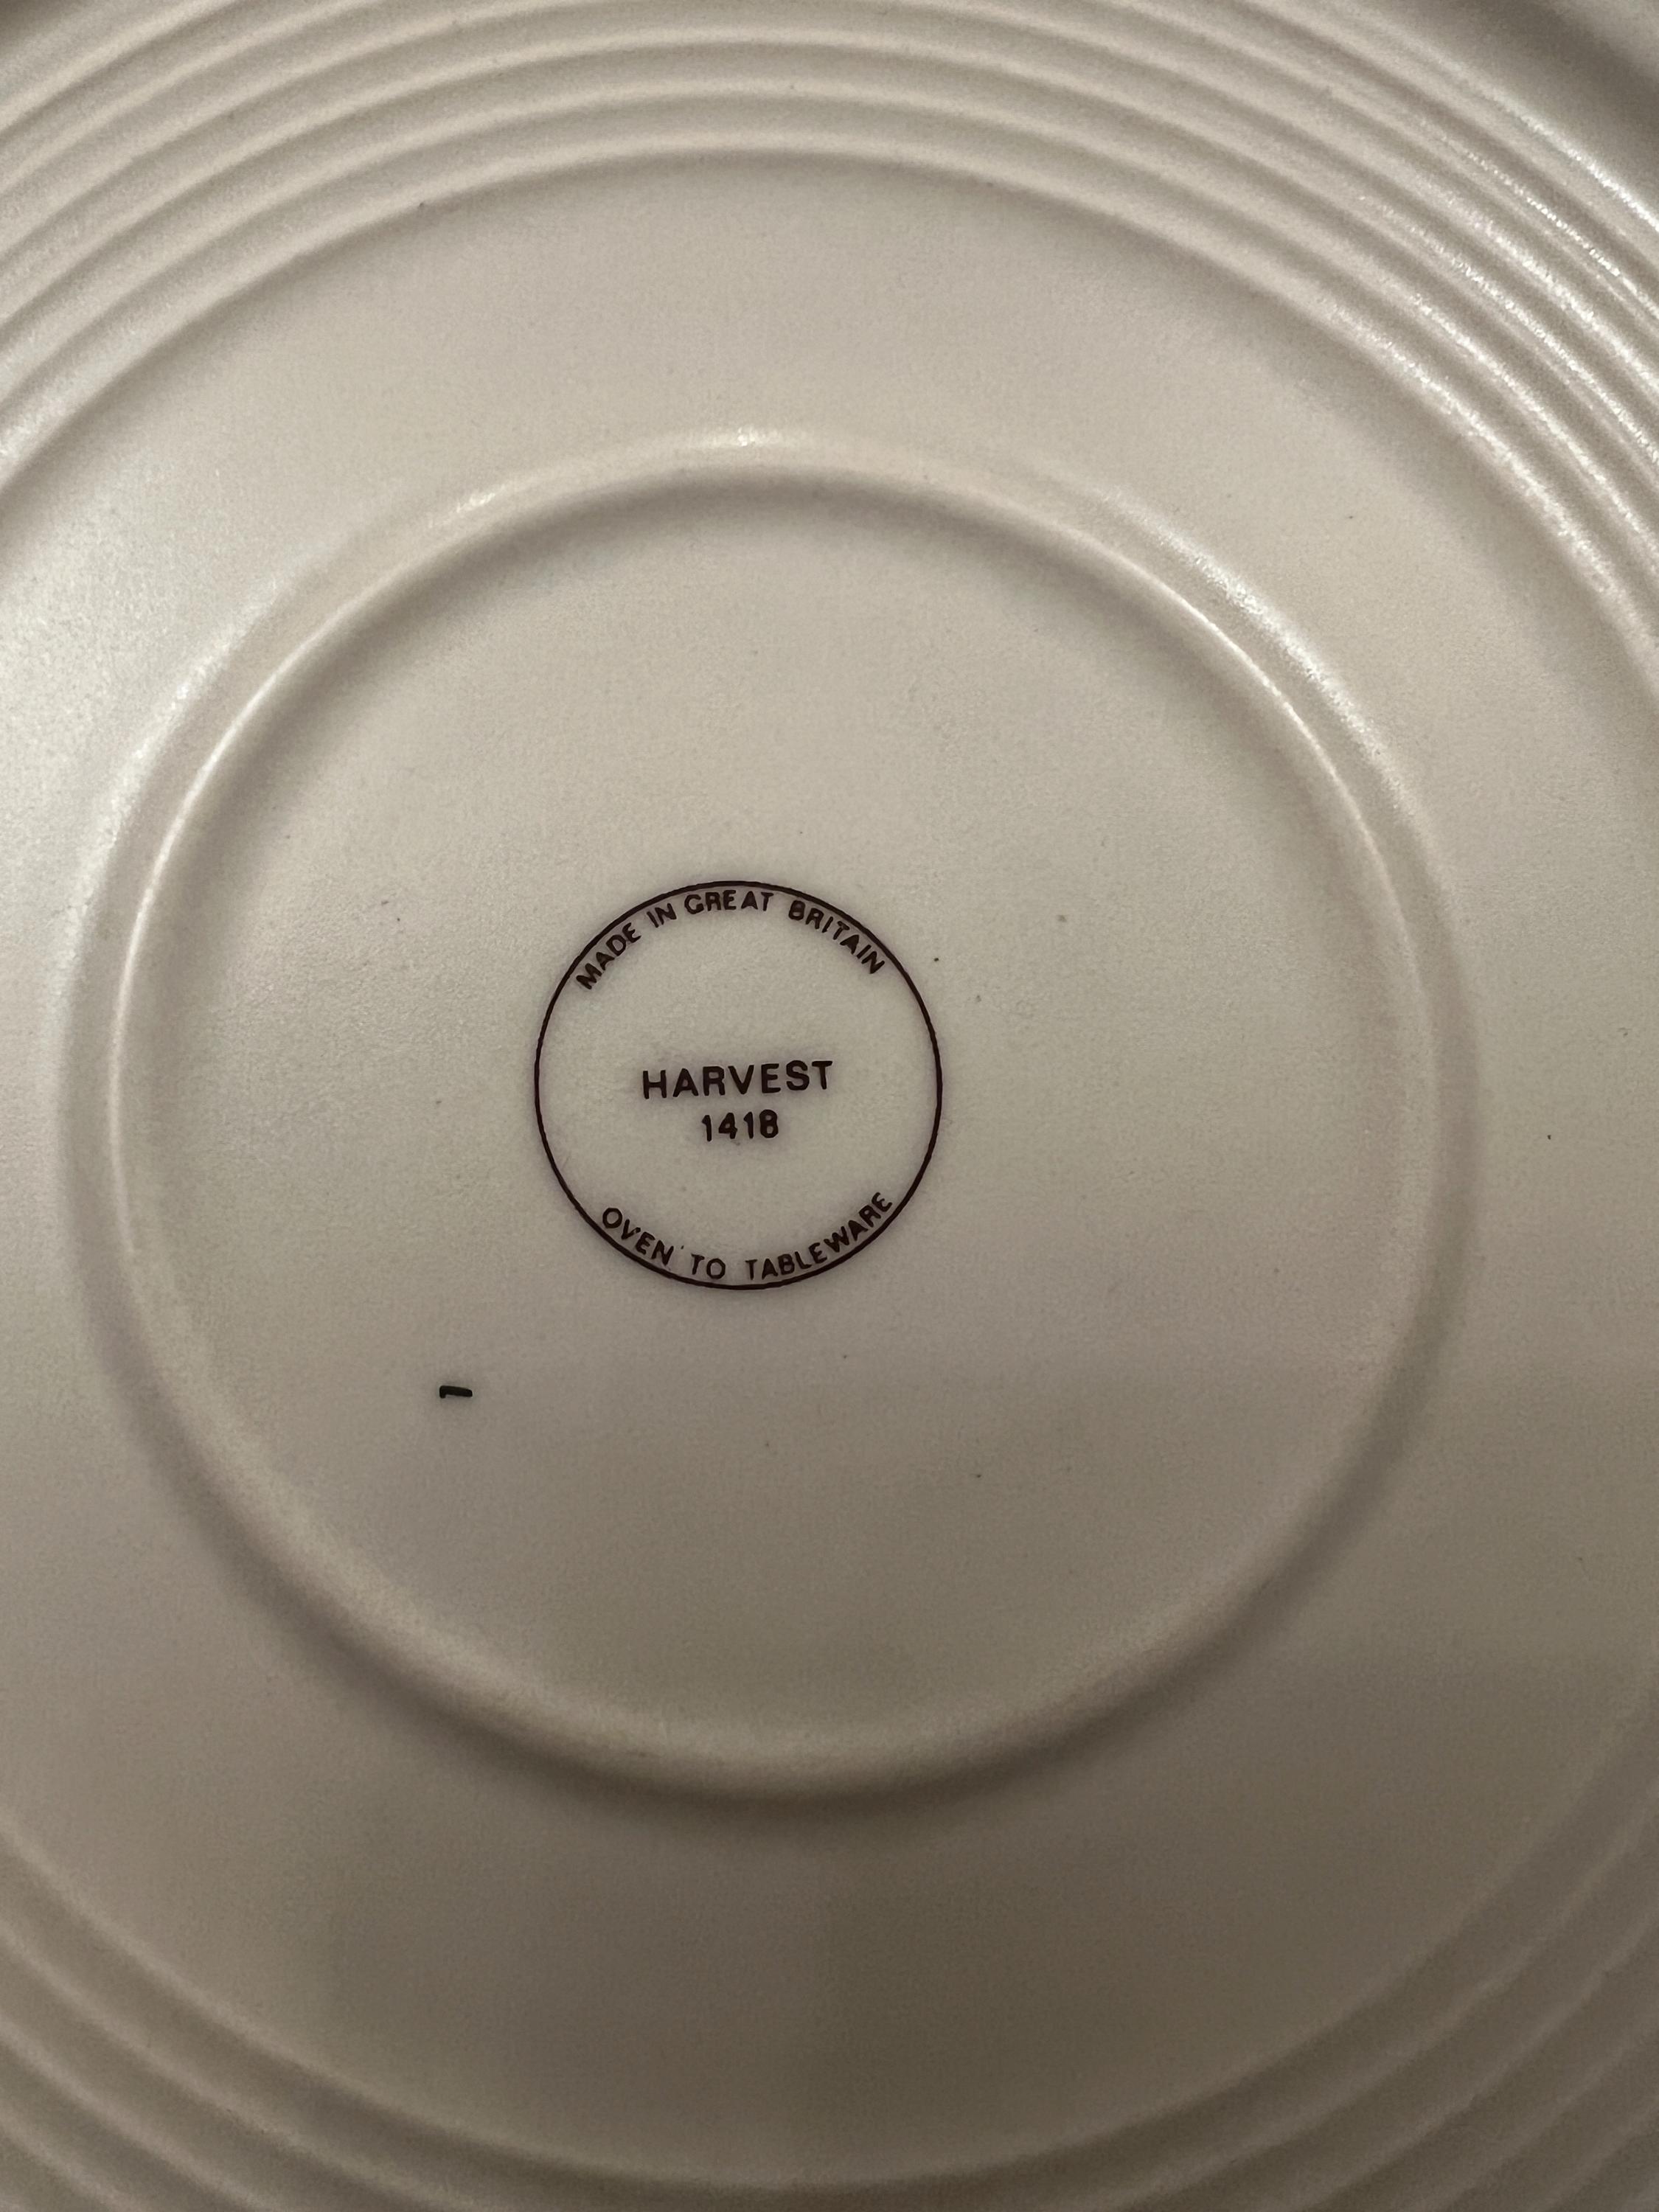 MADE IN GREAT BRITAIN
HARVEST
1418
OVEN TO TABLEWARE